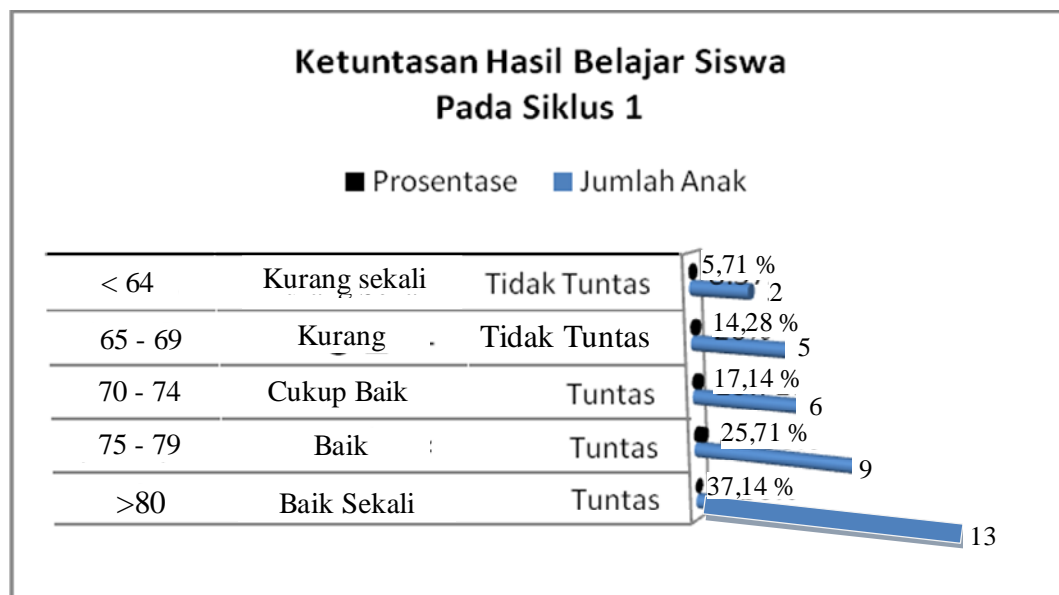 Ketuntasan Hasil Belajar Siswa
Pada Siklus 1
Prosentase Jumlah Anak
< 64 Kurang sekali Tidak Tuntas 5,71 % 2
65 - 69 Kurang Tidak Tuntas 14,28 % 5
70 - 74 Cukup Baik Tuntas 17,14 % 6
75 - 79 Baik Tuntas 25,71 % 9
>80 Baik Sekali Tuntas 37,14 % 13